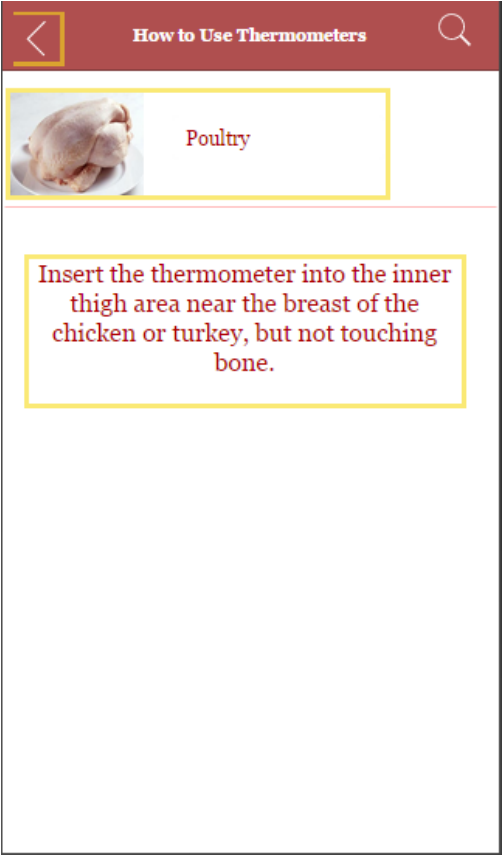 How to Use Thermometers
Poultry
Insert the thermometer into the inner
thigh area near the breast of the
chicken or turkey, but not touching
bone.